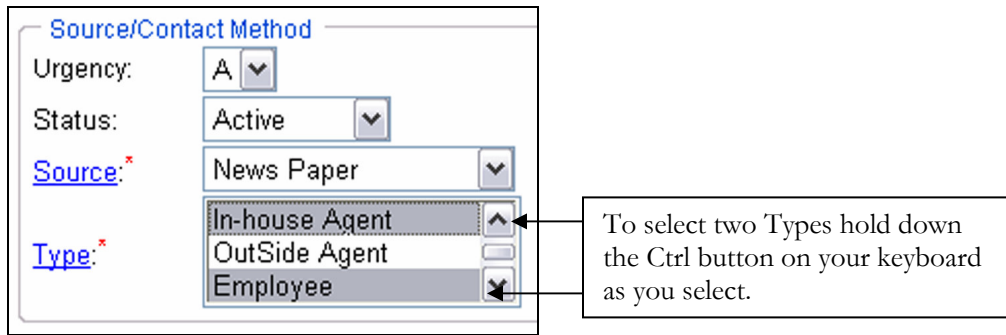 Source/Contact Method
Urgency: A
Status: Active
Source:* News Paper
In-house Agent
Type:* OutSide Agent
Employee
To select two Types hold down
the Ctrl button on your keyboard
as you select.